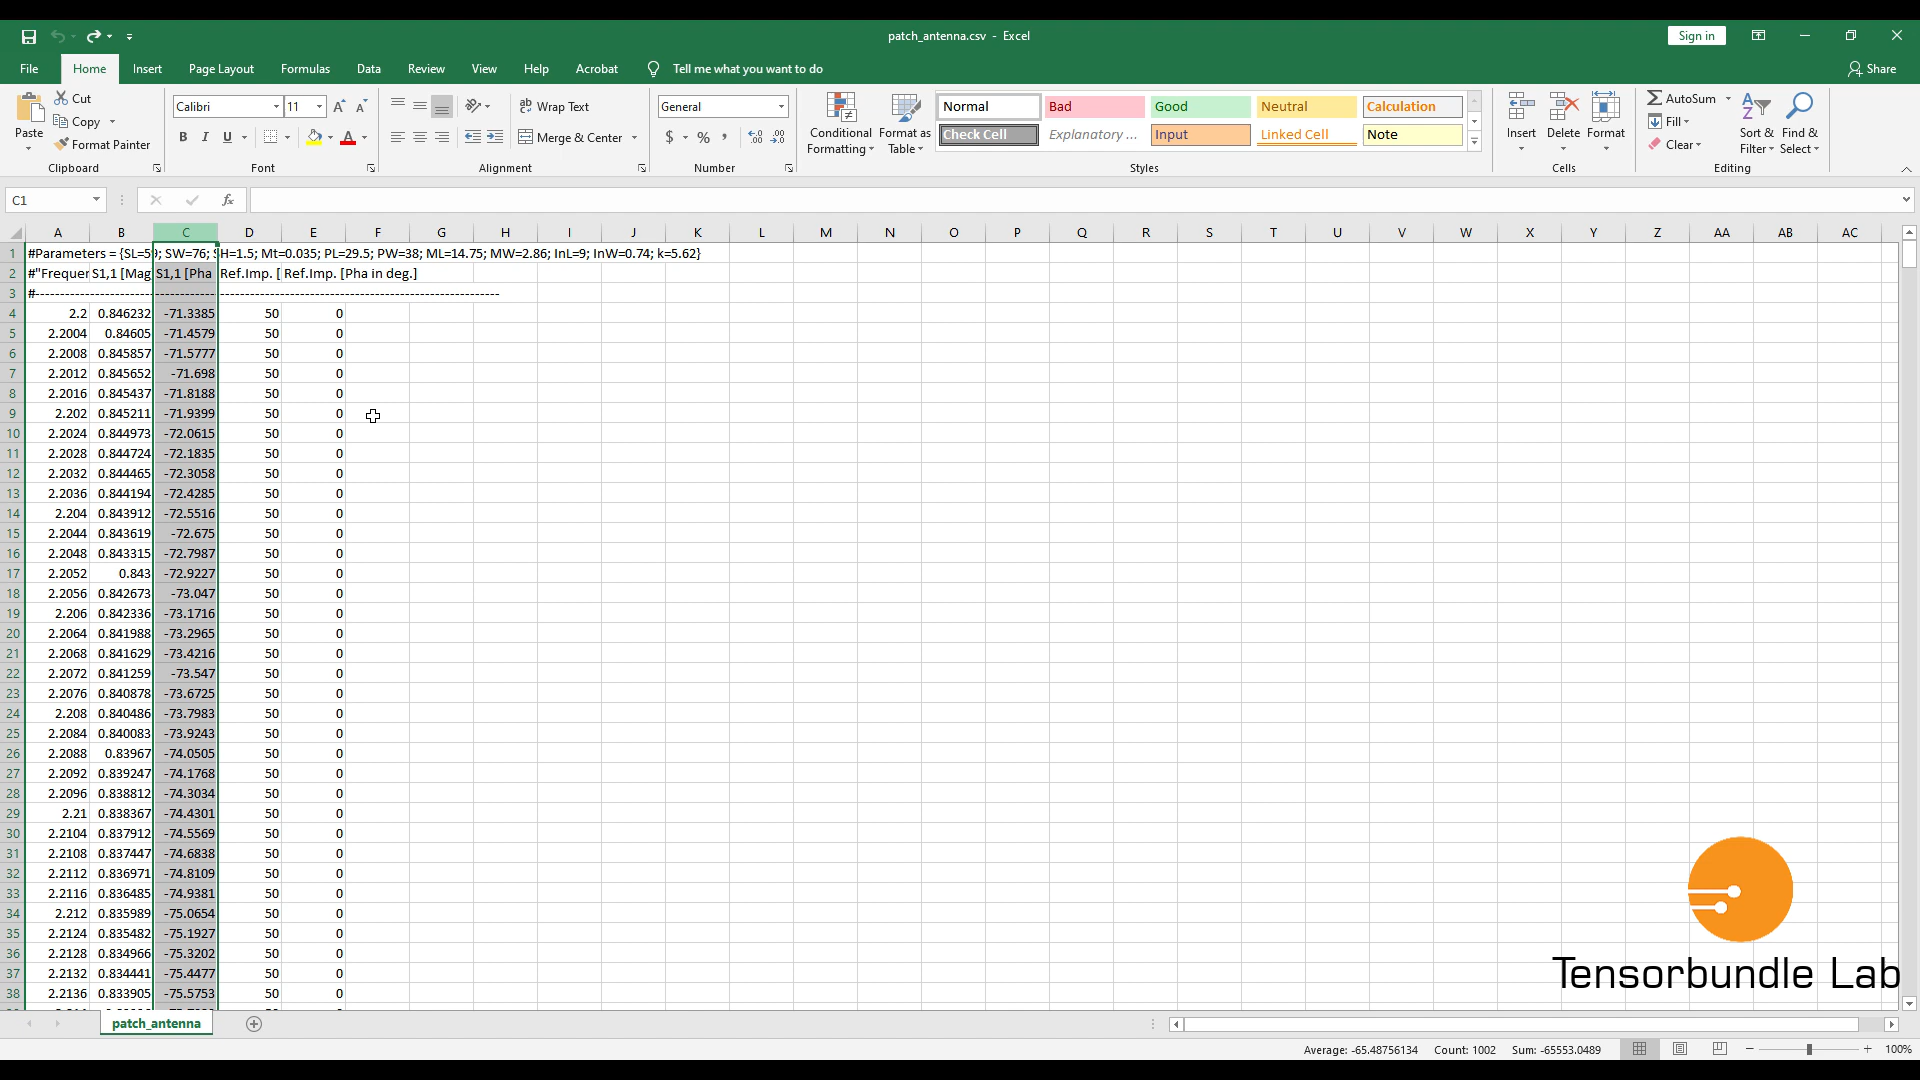 patch_antenna.csv - Excel
Sign in
File Home Insert Page Layout Formulas Data Review View Help Acrobat Tell me what you want to do Share
Paste Cut Copy Format Painter Clipboard
Calibri 11 B I U A Font
Wrap Text Merge & Center Alignment
General $ % , Number
Conditional Formatting Format as Table
Normal Bad Good Neutral Calculation
Check Cell Explanatory ... Input Linked Cell Note
Styles
Insert Delete Format Cells
AutoSum Fill Clear Sort & Filter Find & Select Editing
C1 fx
A B C D E F G H I J K L M N O P Q R S T U V W X Y Z AA AB AC
1 #Parameters = {SL=59; SW=76; SH=1.5; Mt=0.035; PL=29.5; PW=38; ML=14.75; MW=2.86; InL=9; InW=0.74; k=5.62}
2 #"Frequer S1,1 [Mag S1,1 [Pha Ref.Imp. [ Ref.Imp. [Pha in deg.]
3 #----------------------------------------------------------------------------------------------
4 2.2 0.846232 -71.3385 50 0
5 2.2004 0.84605 -71.4579 50 0
6 2.2008 0.845857 -71.5777 50 0
7 2.2012 0.845652 -71.698 50 0
8 2.2016 0.845437 -71.8188 50 0
9 2.202 0.845211 -71.9399 50 0
10 2.2024 0.844973 -72.0615 50 0
11 2.2028 0.844724 -72.1835 50 0
12 2.2032 0.844465 -72.3058 50 0
13 2.2036 0.844194 -72.4285 50 0
14 2.204 0.843912 -72.5516 50 0
15 2.2044 0.843619 -72.675 50 0
16 2.2048 0.843315 -72.7987 50 0
17 2.2052 0.843 -72.9227 50 0
18 2.2056 0.842673 -73.047 50 0
19 2.206 0.842336 -73.1716 50 0
20 2.2064 0.841988 -73.2965 50 0
21 2.2068 0.841629 -73.4216 50 0
22 2.2072 0.841259 -73.547 50 0
23 2.2076 0.840878 -73.6725 50 0
24 2.208 0.840486 -73.7983 50 0
25 2.2084 0.840083 -73.9243 50 0
26 2.2088 0.83967 -74.0505 50 0
27 2.2092 0.839247 -74.1768 50 0
28 2.2096 0.838812 -74.3034 50 0
29 2.21 0.838367 -74.4301 50 0
30 2.2104 0.837912 -74.5569 50 0
31 2.2108 0.837447 -74.6838 50 0
32 2.2112 0.836971 -74.8109 50 0
33 2.2116 0.836485 -74.9381 50 0
34 2.212 0.835989 -75.0654 50 0
35 2.2124 0.835482 -75.1927 50 0
36 2.2128 0.834966 -75.3202 50 0
37 2.2132 0.834441 -75.4477 50 0
38 2.2136 0.833905 -75.5753 50 0
Tensorbundle Lab
patch_antenna
Average: -65.48756134 Count: 1002 Sum: -65553.0489 100%